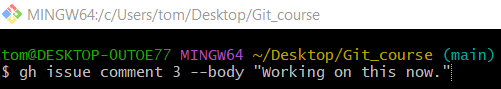 MINGW64:/c/Users/tom/Desktop/Git_course
tom@DESKTOP-OUTOE77 MINGW64 ~/Desktop/Git_course (main)
$ gh issue comment 3 --body "Working on this now."